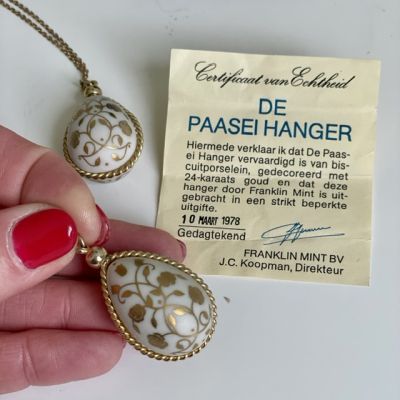 Certificaat van Echtheid
DE
PAASEI HANGER
Hiermede verklaar ik dat De Paas-
ei Hanger vervaardigd is van bis-
cuitporselein, gedecoreerd met
24-karaats goud en dat deze
hanger door Franklin Mint is uit-
gebracht in een strikt beperkte
uitgifte.
10 MAART 1978
Gedagtekend
FRANKLIN MINT BV
J.C. Koopman, Direkteur